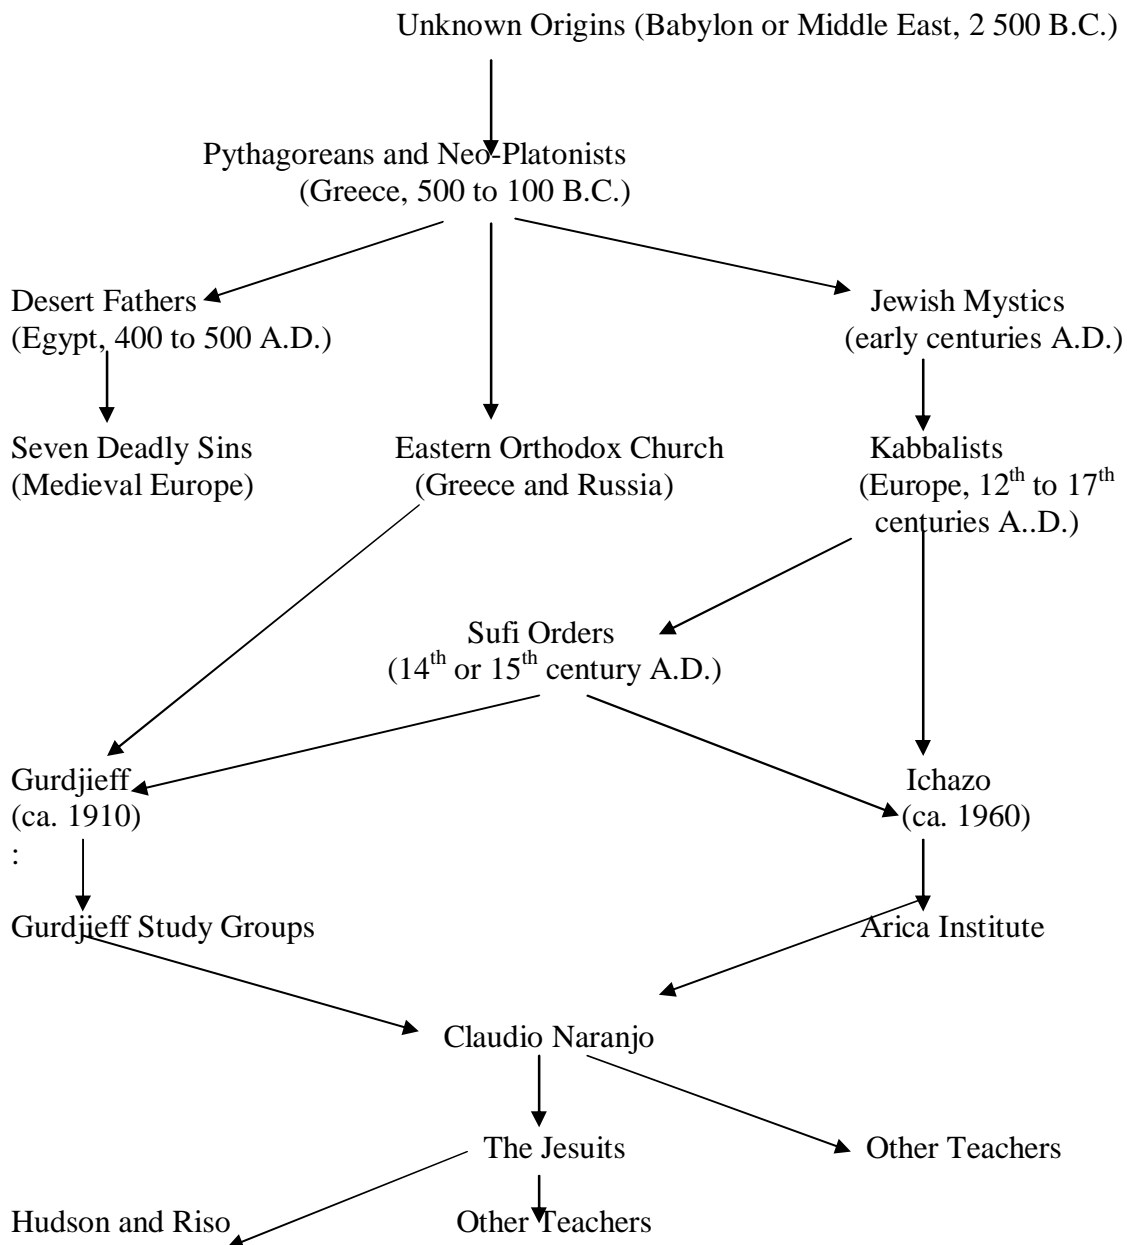 Unknown Origins (Babylon or Middle East, 2 500 B.C.)
Pythagoreans and Neo-Platonists
(Greece, 500 to 100 B.C.)
Desert Fathers
(Egypt, 400 to 500 A.D.)
Jewish Mystics
(early centuries A.D.)
Seven Deadly Sins
(Medieval Europe)
Eastern Orthodox Church
(Greece and Russia)
Kabbalists
(Europe, 12th to 17th
centuries A..D.)
Sufi Orders
(14th or 15th century A.D.)
Gurdjieff
(ca. 1910)
:
Ichazo
(ca. 1960)
Gurdjieff Study Groups
Arica Institute
Claudio Naranjo
The Jesuits
Other Teachers
Hudson and Riso
Other Teachers